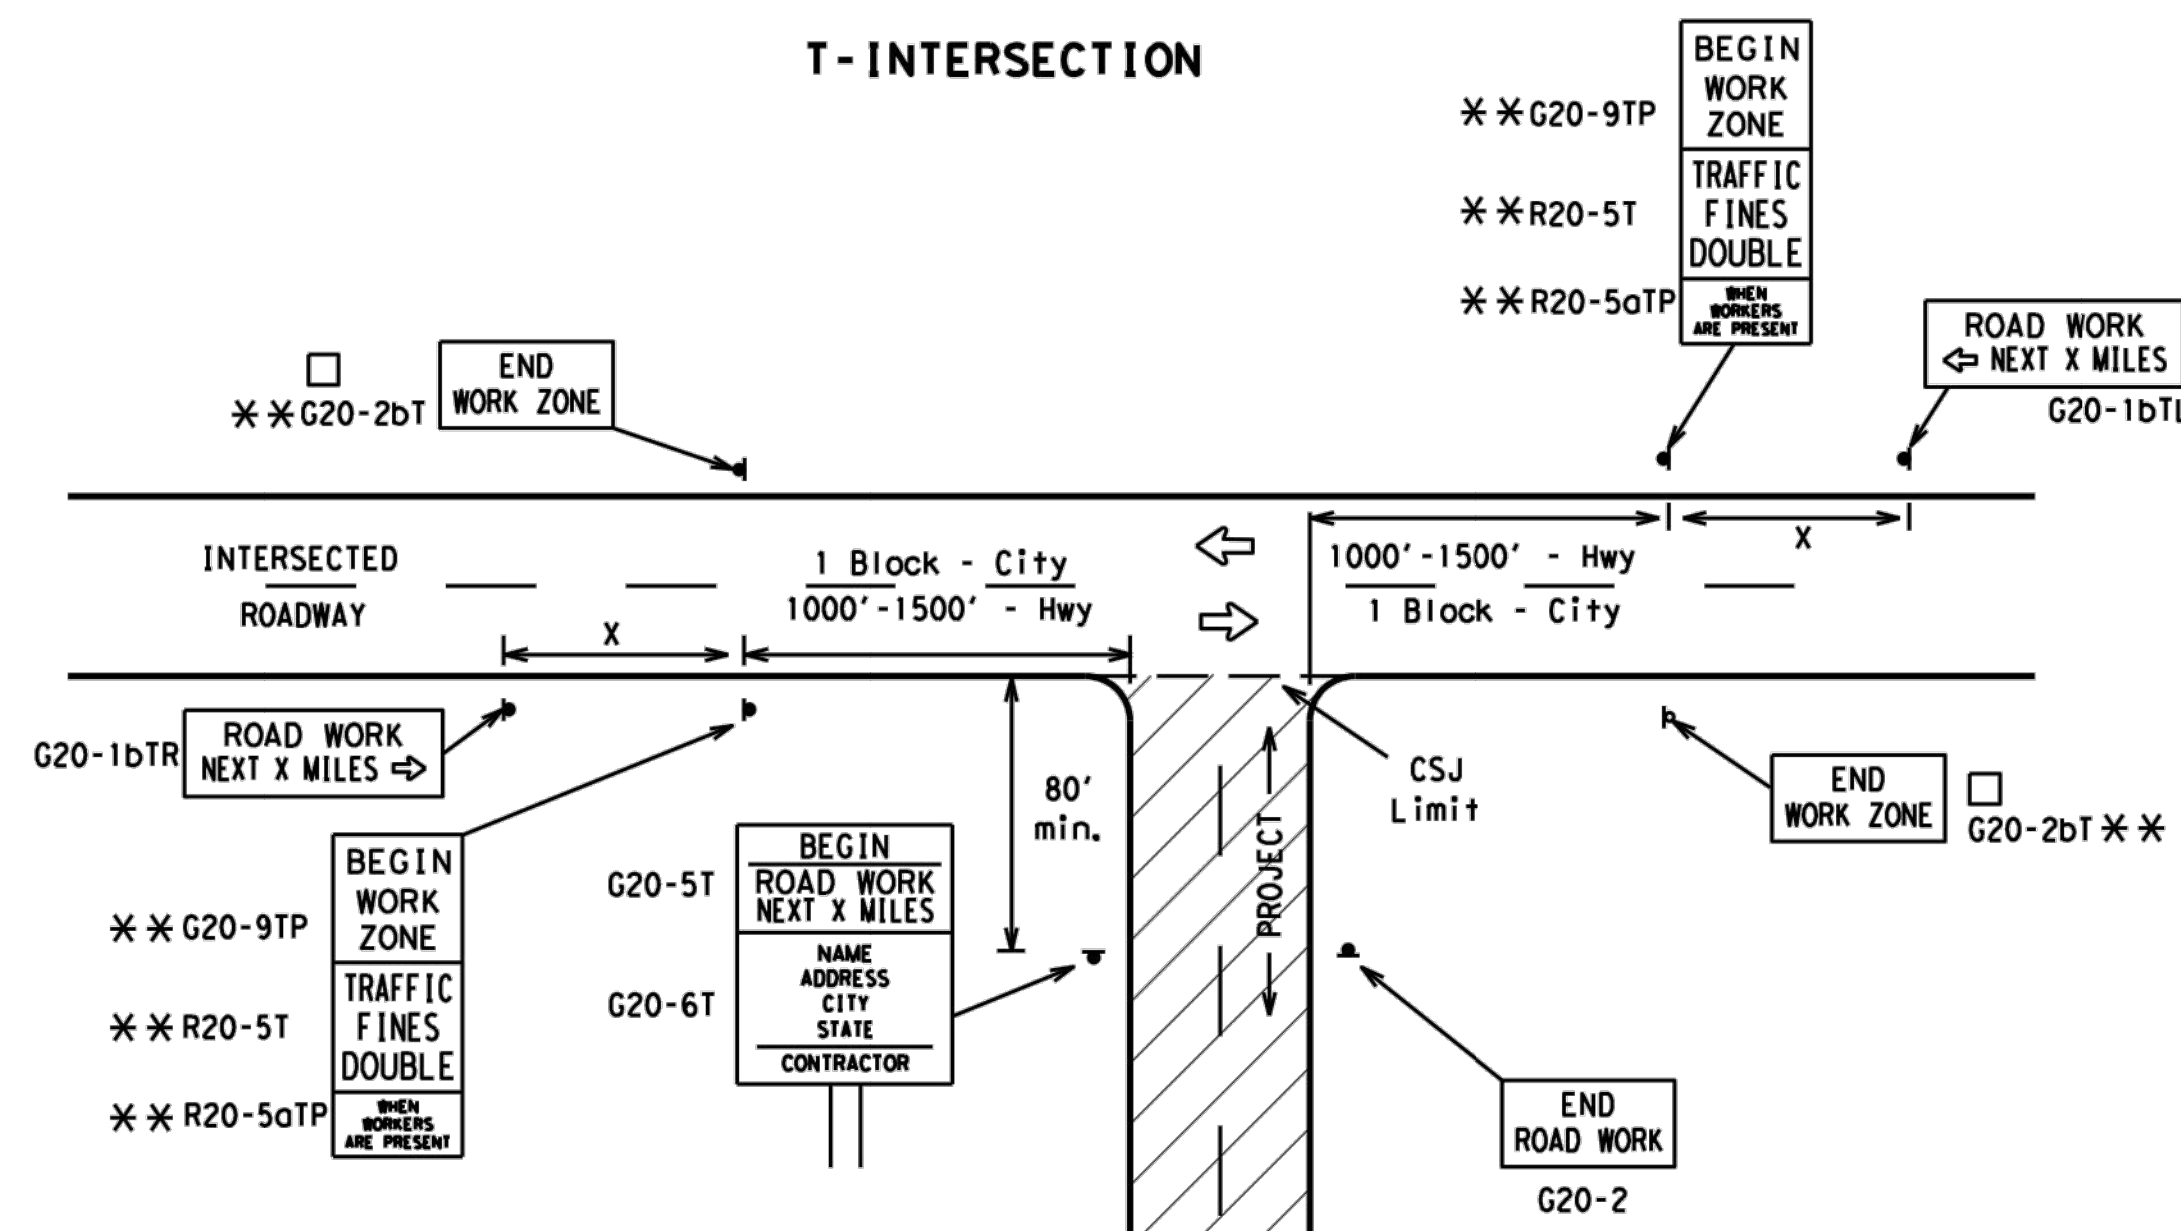 T-INTERSECTION
BEGIN
WORK
ZONE
**G20-9TP
TRAFFIC
FINES
DOUBLE
**R20-5T
WHEN
WORKERS
ARE PRESENT
**R20-5aTP
ROAD WORK
⇦ NEXT X MILES
G20-1bTL
END
WORK ZONE
□
**G20-2bT
INTERSECTED
ROADWAY
1 Block - City
1000'-1500' - Hwy
1000'-1500' - Hwy
1 Block - City
X
X
G20-1bTR
ROAD WORK
NEXT X MILES ⇨
80'
min.
CSJ
Limit
PROJECT
END
WORK ZONE
□
G20-2bT**
BEGIN
WORK
ZONE
**G20-9TP
TRAFFIC
FINES
DOUBLE
**R20-5T
WHEN
WORKERS
ARE PRESENT
**R20-5aTP
G20-5T
BEGIN
ROAD WORK
NEXT X MILES
G20-6T
NAME
ADDRESS
CITY
STATE
CONTRACTOR
END
ROAD WORK
G20-2